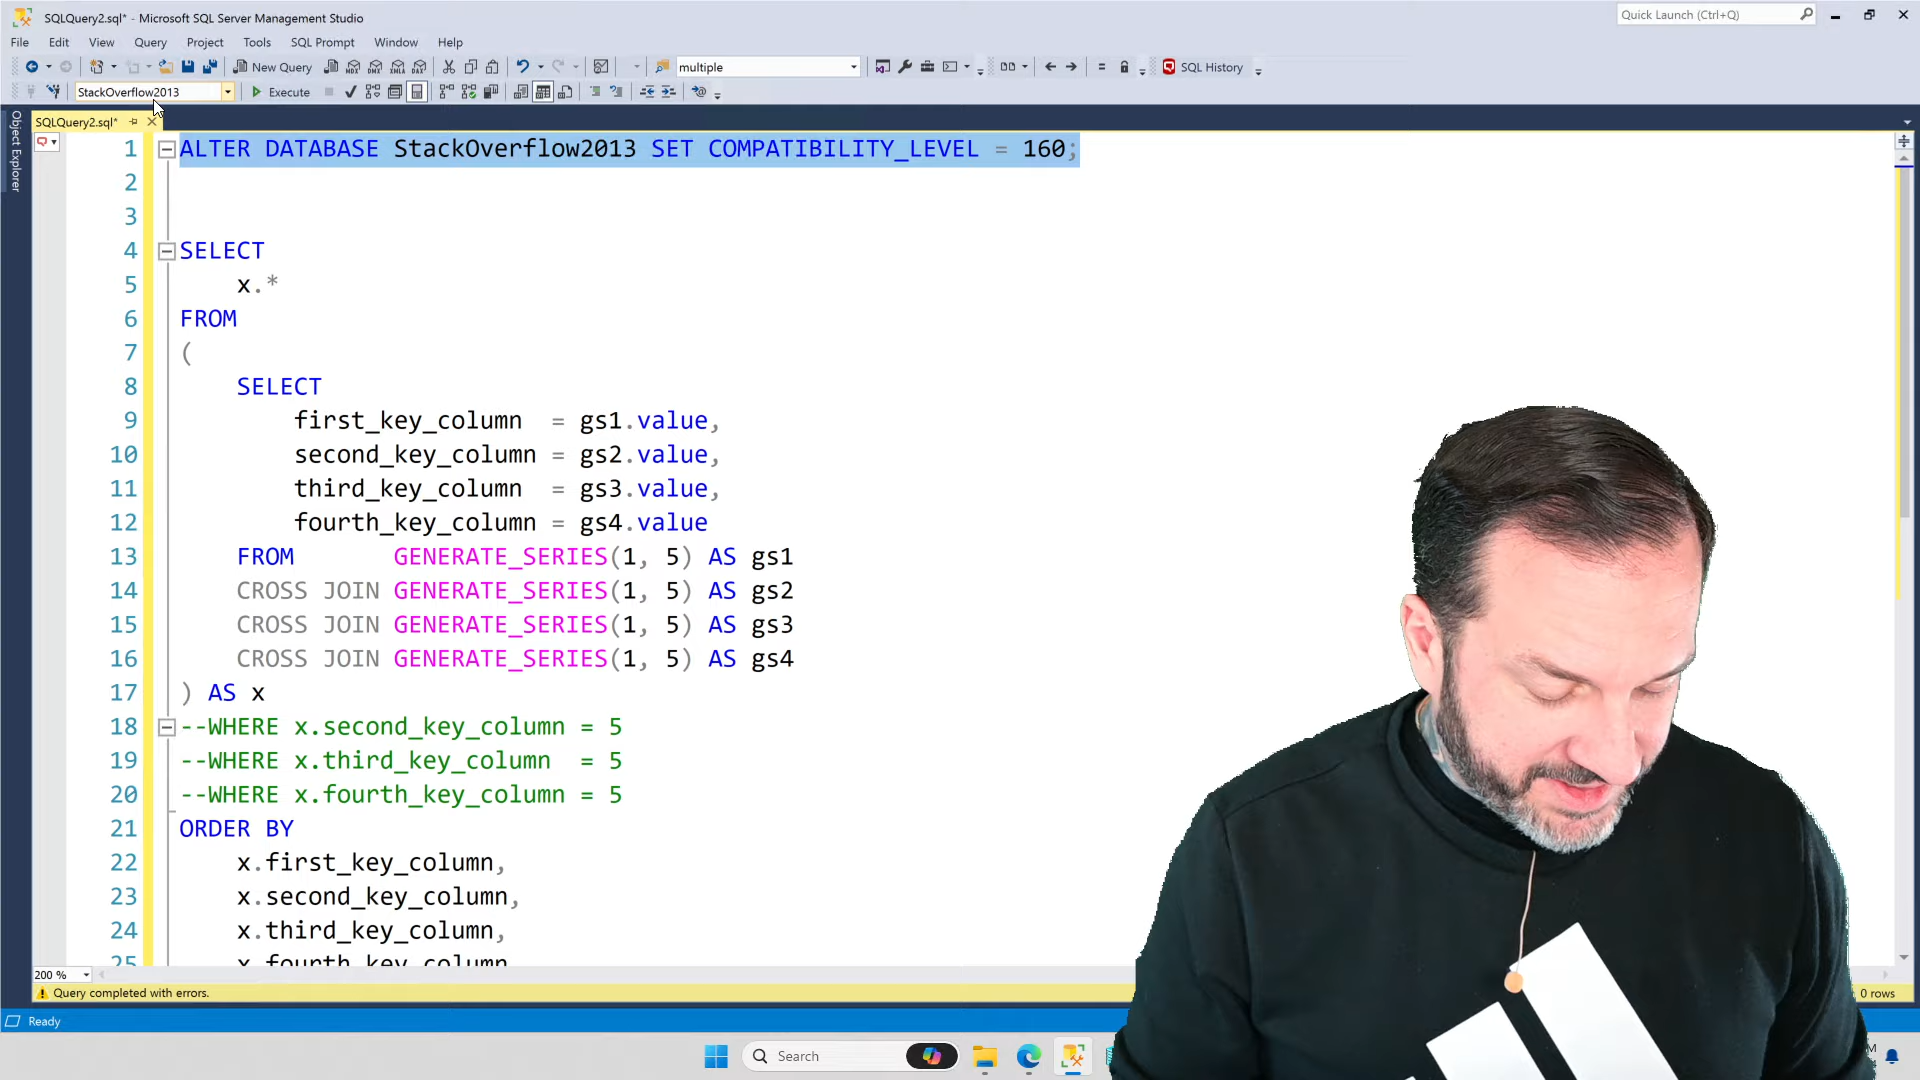 SQLQuery2.sql* - Microsoft SQL Server Management Studio
Quick Launch (Ctrl+Q)
File Edit View Query Project Tools SQL Prompt Window Help
New Query
multiple
SQL History
StackOverflow2013
Execute
SQLQuery2.sql*
Object Explorer
1 ALTER DATABASE StackOverflow2013 SET COMPATIBILITY_LEVEL = 160;
2
3
4 SELECT
5 x.*
6 FROM
7 (
8 SELECT
9 first_key_column = gs1.value,
10 second_key_column = gs2.value,
11 third_key_column = gs3.value,
12 fourth_key_column = gs4.value
13 FROM GENERATE_SERIES(1, 5) AS gs1
14 CROSS JOIN GENERATE_SERIES(1, 5) AS gs2
15 CROSS JOIN GENERATE_SERIES(1, 5) AS gs3
16 CROSS JOIN GENERATE_SERIES(1, 5) AS gs4
17 ) AS x
18 --WHERE x.second_key_column = 5
19 --WHERE x.third_key_column = 5
20 --WHERE x.fourth_key_column = 5
21 ORDER BY
22 x.first_key_column,
23 x.second_key_column,
24 x.third_key_column,
25 x.fourth_key_column
200 %
Query completed with errors.
0 rows
Ready
Search